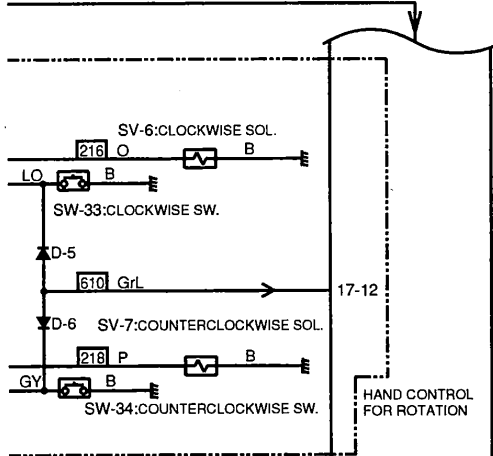 SV-6:CLOCKWISE SOL.
216 O B
LO B
SW-33:CLOCKWISE SW.
D-5
610 GrL
17-12
D-6
SV-7:COUNTERCLOCKWISE SOL.
218 P B
GY B
HAND CONTROL
FOR ROTATION
SW-34:COUNTERCLOCKWISE SW.